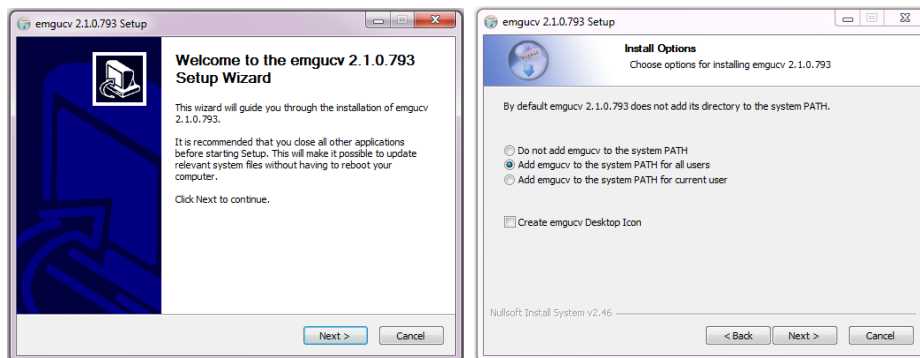 emgucv 2.1.0.793 Setup
Welcome to the emgucv 2.1.0.793
Setup Wizard
This wizard will guide you through the installation of emgucv
2.1.0.793.
It is recommended that you close all other applications
before starting Setup. This will make it possible to update
relevant system files without having to reboot your
computer.
Click Next to continue.
Next >
Cancel
emgucv 2.1.0.793 Setup
Install Options
Choose options for installing emgucv 2.1.0.793
By default emgucv 2.1.0.793 does not add its directory to the system PATH.
Do not add emgucv to the system PATH
Add emgucv to the system PATH for all users
Add emgucv to the system PATH for current user
Create emgucv Desktop Icon
Nullsoft Install System v2.46
< Back
Next >
Cancel